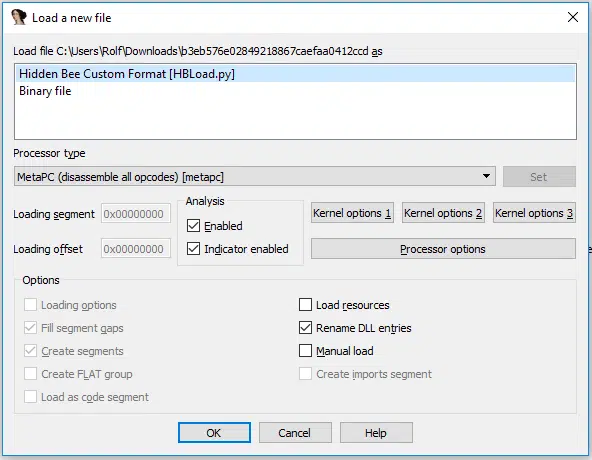 Load a new file
Load file C:\Users\Rolf\Downloads\b3eb576e02849218867caefaa0412ccd as
Hidden Bee Custom Format [HBLoad.py]
Binary file
Processor type
MetaPC (disassemble all opcodes) [metapc]
Set
Loading segment 0x00000000
Loading offset 0x00000000
Analysis
Enabled
Indicator enabled
Kernel options 1 Kernel options 2 Kernel options 3
Processor options
Options
Loading options
Fill segment gaps
Create segments
Create FLAT group
Load as code segment
Load resources
Rename DLL entries
Manual load
Create imports segment
OK Cancel Help